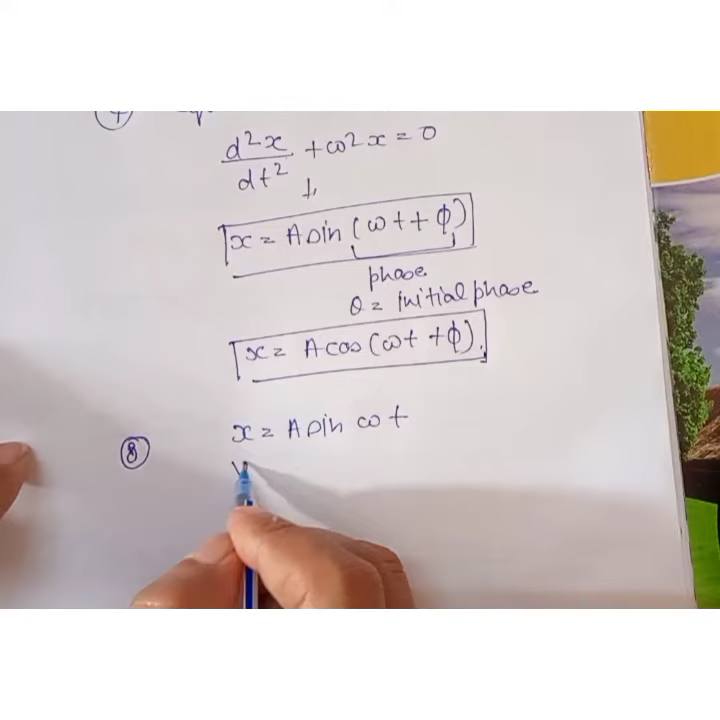 d²x/dt² + ω²x = 0
↓
x = A sin (ωt + φ)
phase
θ = initial phase
x = A cos (ωt + φ).
⑧ x = A sin ωt